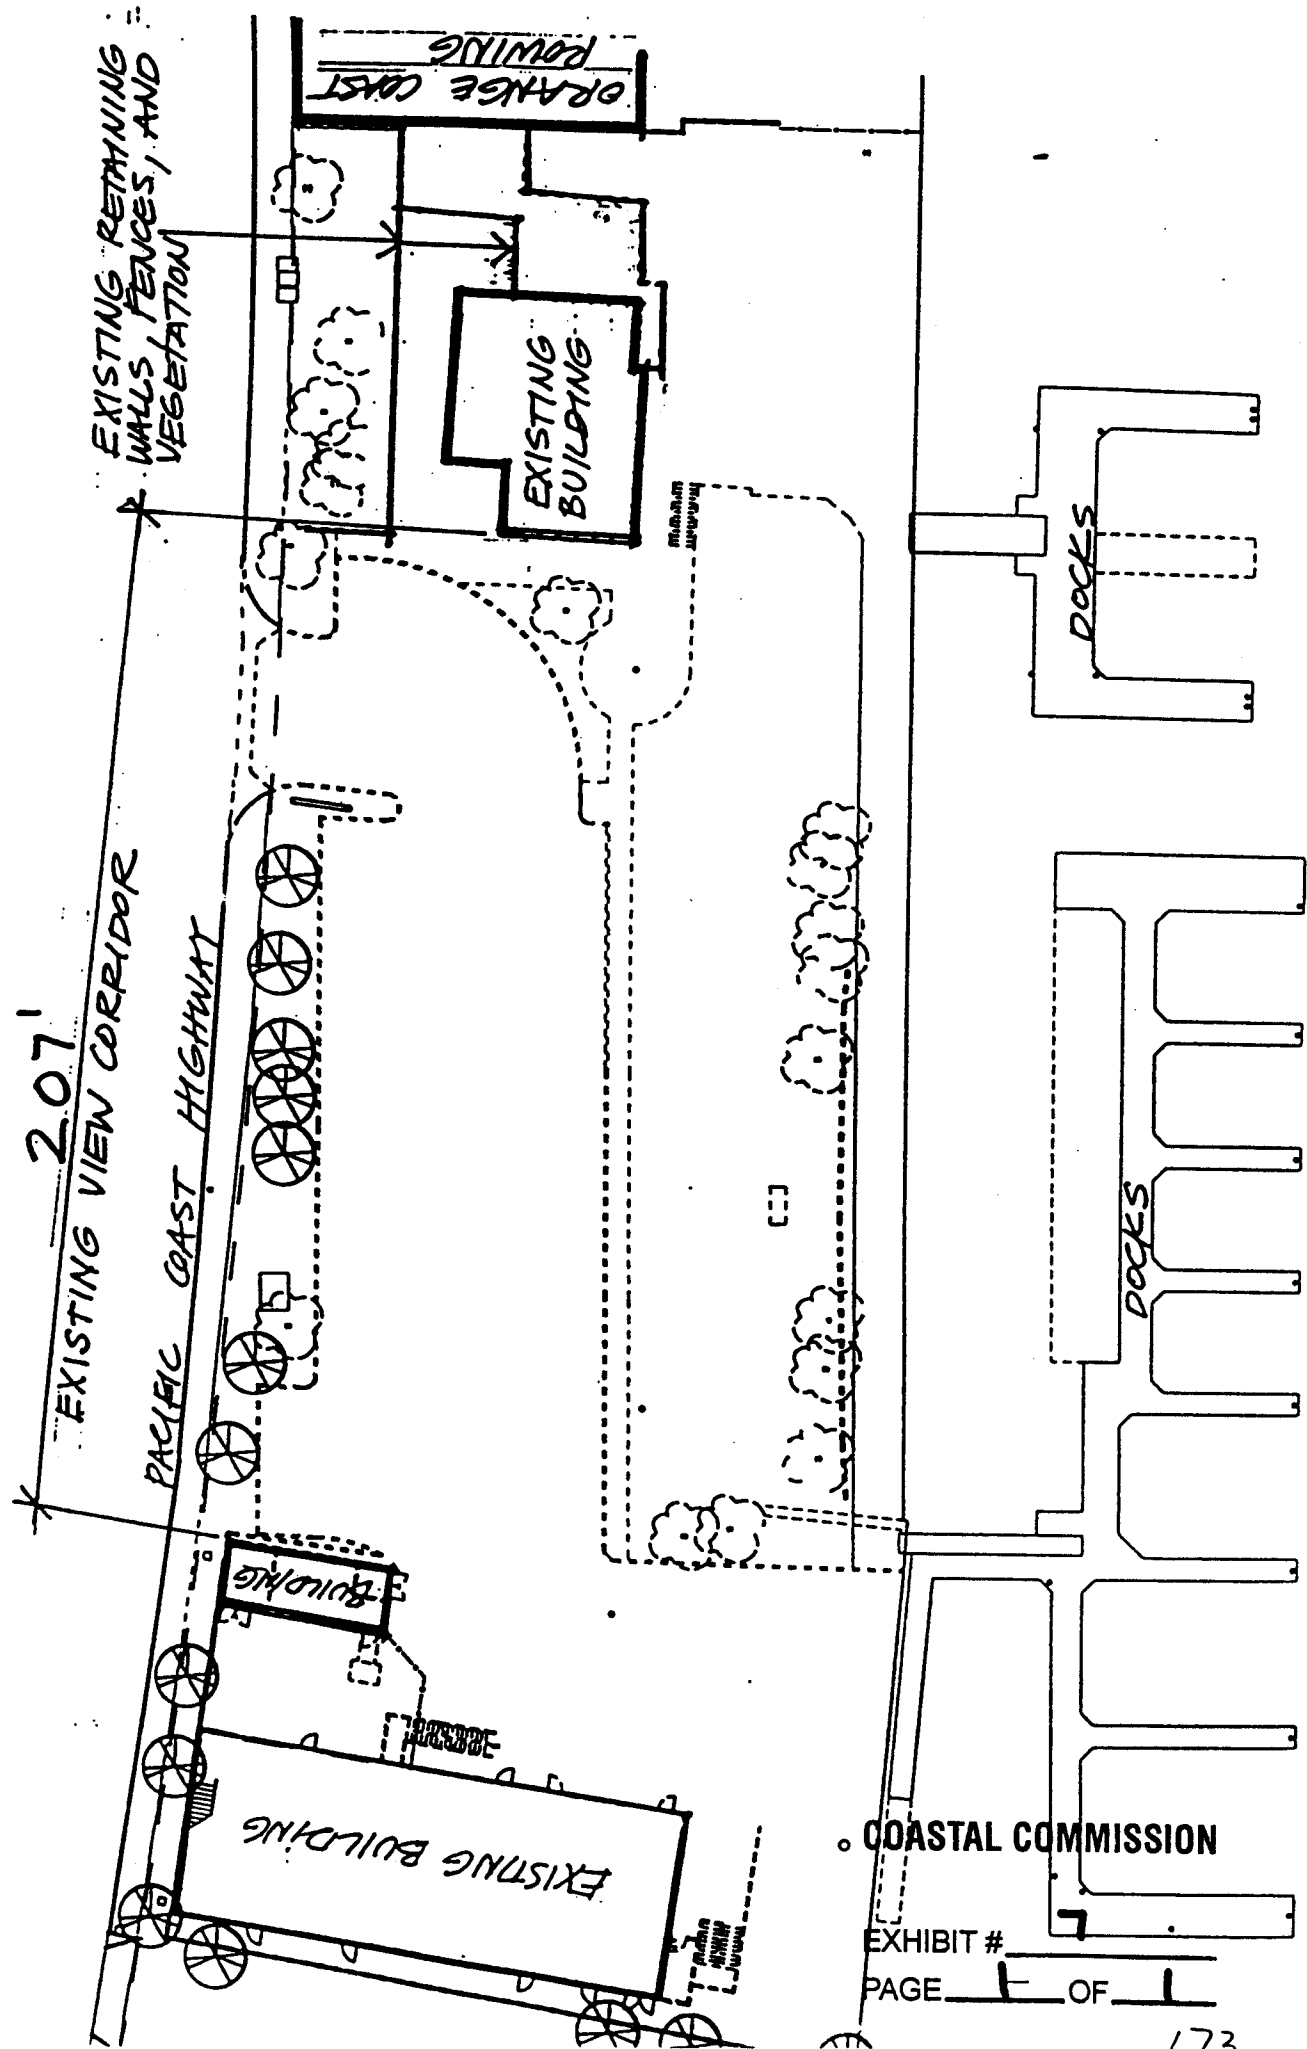 EXISTING RETAINING
WALLS, FENCES, AND
VEGETATION
ORANGE COAST
ROWING
EXISTING
BUILDING
207'
EXISTING VIEW CORRIDOR
PACIFIC COAST HIGHWAY
DOCKS
DOCKS
BUILDING
EXISTING BUILDING
COASTAL COMMISSION
EXHIBIT # 7
PAGE 1 OF 1
173